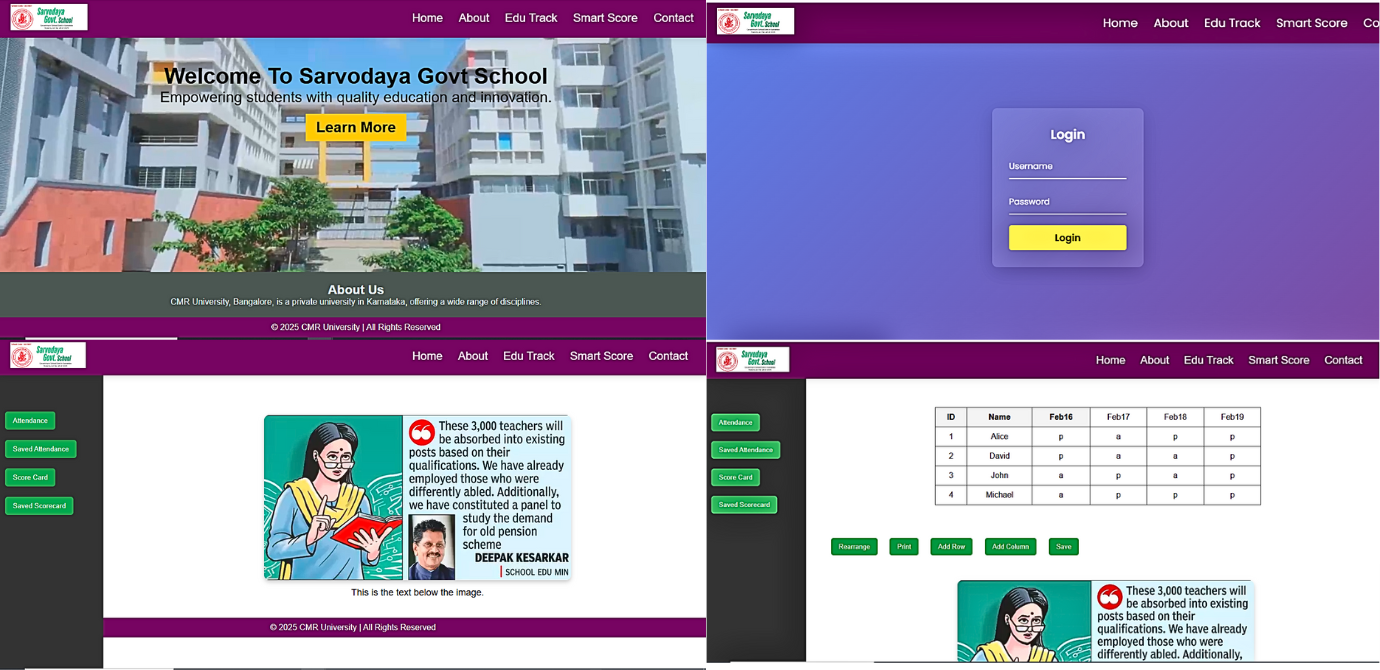 Sarvodaya
Govt. School
Home About Edu Track Smart Score Contact
Welcome To Sarvodaya Govt School
Empowering students with quality education and innovation.
Learn More
About Us
CMR University, Bangalore, is a private university in Karnataka, offering a wide range of disciplines.
© 2025 CMR University | All Rights Reserved
Sarvodaya
Govt. School
Home About Edu Track Smart Score Co
Login
Username
Password
Login
Sarvodaya
Govt. School
Home About Edu Track Smart Score Contact
Attendance
Saved Attendance
Score Card
Saved Scorecard
These 3,000 teachers will
be absorbed into existing
posts based on their
qualifications. We have already
employed those who were
differently abled. Additionally,
we have constituted a panel to
study the demand
for old pension
scheme
DEEPAK KESARKAR
SCHOOL EDU MIN
This is the text below the image.
© 2025 CMR University | All Rights Reserved
Sarvodaya
Govt. School
Home About Edu Track Smart Score Contact
Attendance
Saved Attendance
Score Card
Saved Scorecard
ID Name Feb16 Feb17 Feb18 Feb19
1 Alice p a p p
2 David p a p p
3 John a p a p
4 Michael a p p p
Rearrange Print Add Row Add Column Save
These 3,000 teachers will
be absorbed into existing
posts based on their
qualifications. We have already
employed those who were
differently abled. Additionally,